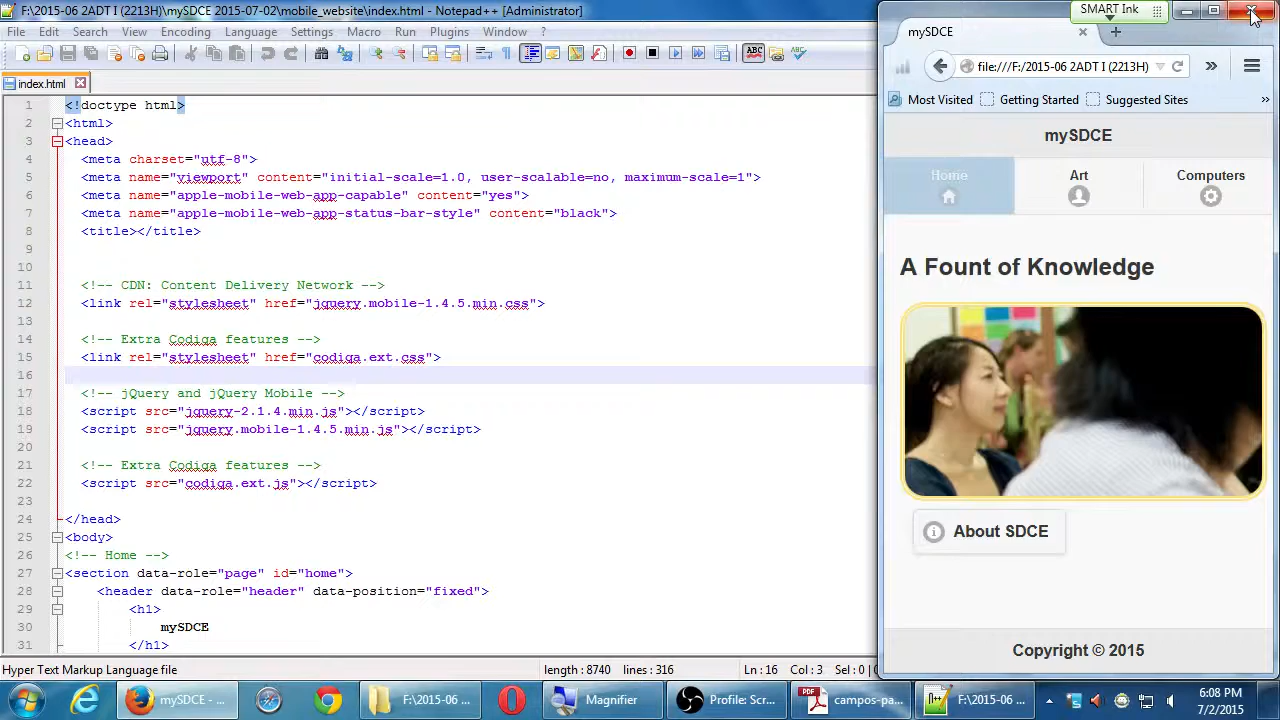 F:\2015-06 2ADT I (2213H)\mySDCE 2015-07-02\mobile_website\index.html - Notepad++ [Administrator]
File Edit Search View Encoding Language Settings Macro Run Plugins Window ?
index.html
1 <!doctype html>
2 <html>
3 <head>
4 <meta charset="utf-8">
5 <meta name="viewport" content="initial-scale=1.0, user-scalable=no, maximum-scale=1">
6 <meta name="apple-mobile-web-app-capable" content="yes">
7 <meta name="apple-mobile-web-app-status-bar-style" content="black">
8 <title></title>
9
10
11 <!-- CDN: Content Delivery Network -->
12 <link rel="stylesheet" href="jquery.mobile-1.4.5.min.css">
13
14 <!-- Extra Codiqa features -->
15 <link rel="stylesheet" href="codiqa.ext.css">
16
17 <!-- jQuery and jQuery Mobile -->
18 <script src="jquery-2.1.4.min.js"></script>
19 <script src="jquery.mobile-1.4.5.min.js"></script>
20
21 <!-- Extra Codiqa features -->
22 <script src="codiqa.ext.js"></script>
23
24 </head>
25 <body>
26 <!-- Home -->
27 <section data-role="page" id="home">
28 <header data-role="header" data-position="fixed">
29 <h1>
30 mySDCE
31 </h1>
Hyper Text Markup Language file length : 8740 lines : 316 Ln : 16 Col : 3 Sel : 0 |
SMART Ink
mySDCE
file:///F:/2015-06 2ADT I (2213H)
Most Visited Getting Started Suggested Sites
mySDCE
Home Art Computers
A Fount of Knowledge
About SDCE
Copyright © 2015
mySDCE - ... F:\2015-06 ... Magnifier Profile: Scr... campos-pa... F:\2015-06 ... 6:08 PM
7/2/2015